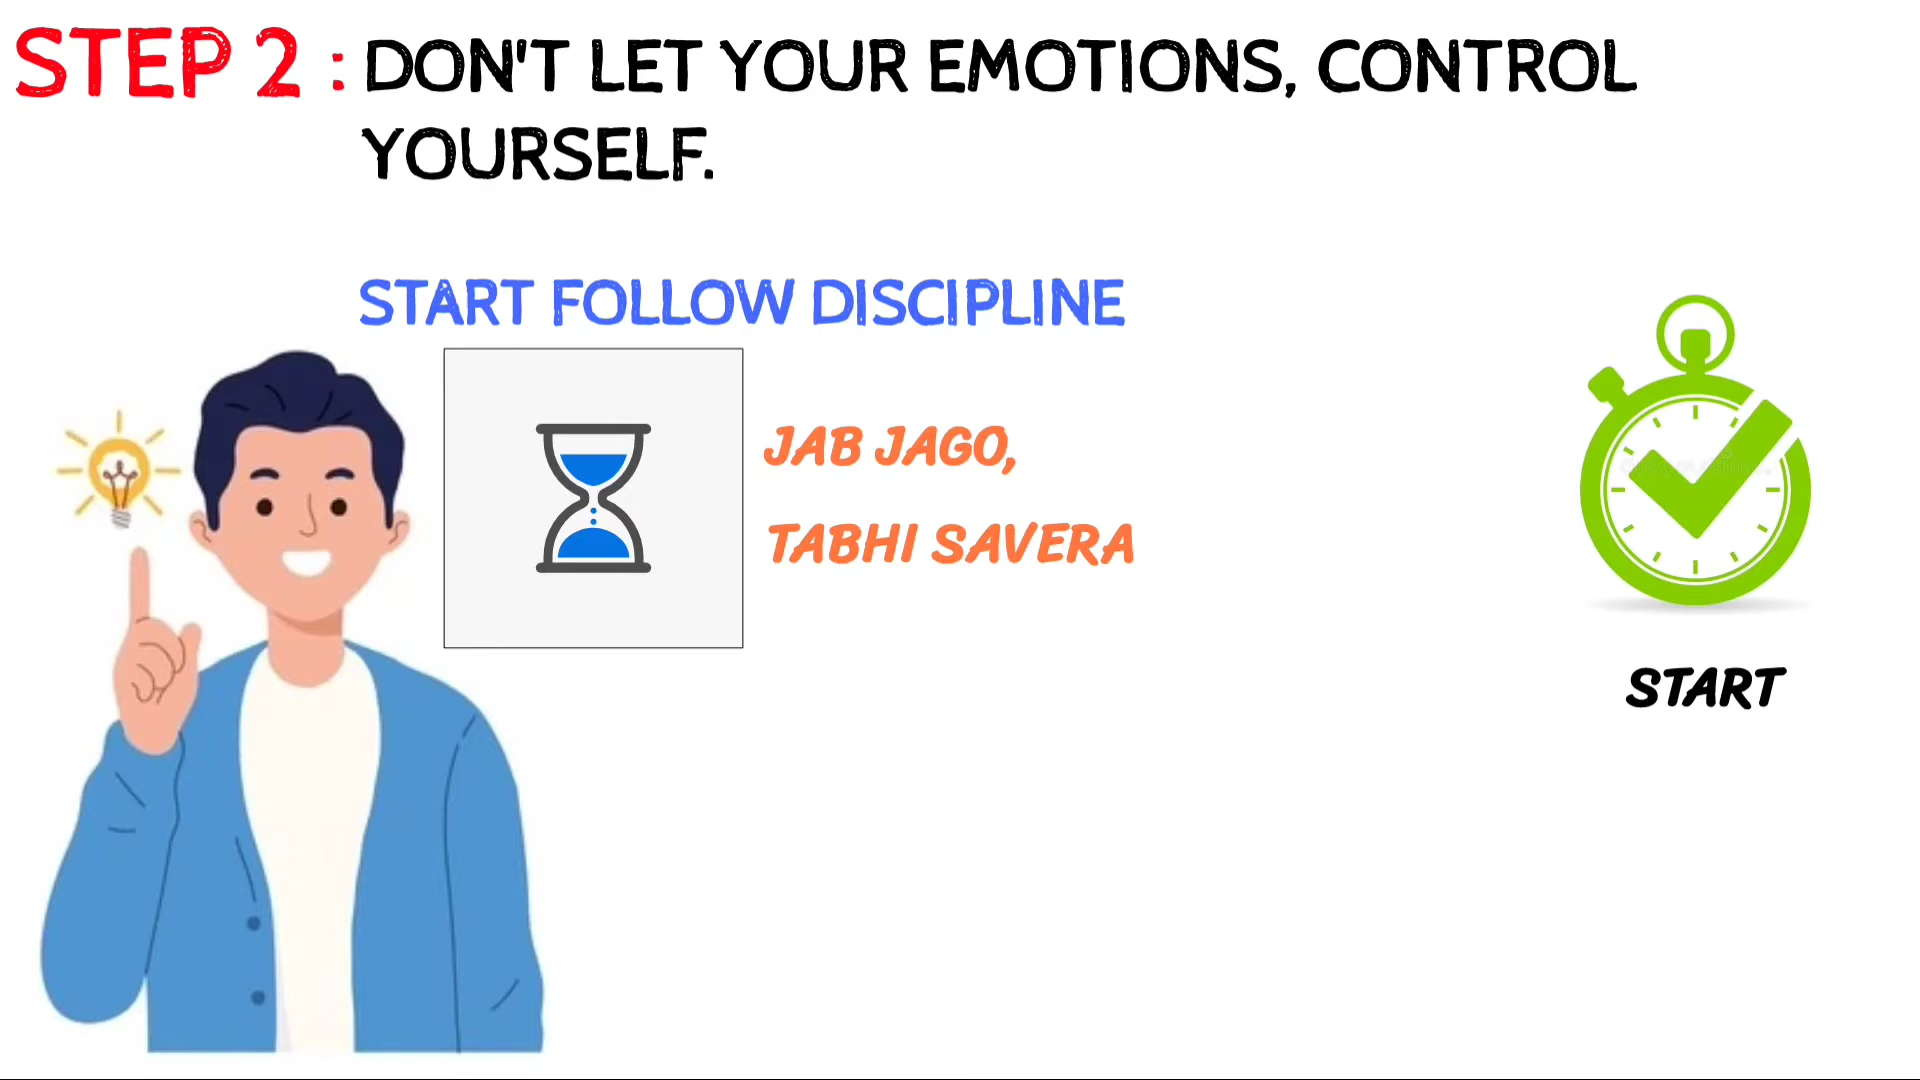 STEP 2 : DON'T LET YOUR EMOTIONS, CONTROL
YOURSELF.
START FOLLOW DISCIPLINE
JAB JAGO,
TABHI SAVERA
START